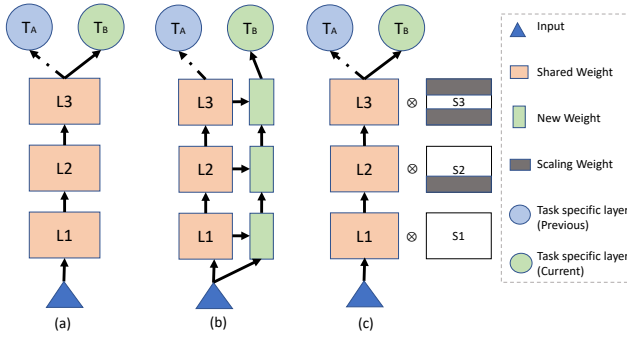 TA TB
L3
L2
L1
(a)
TA TB
L3
L2
L1
(b)
TA TB
L3 ⊗ S3
L2 ⊗ S2
L1 ⊗ S1
(c)
Input
Shared Weight
New Weight
Scaling Weight
Task specific layer
(Previous)
Task specific layer
(Current)